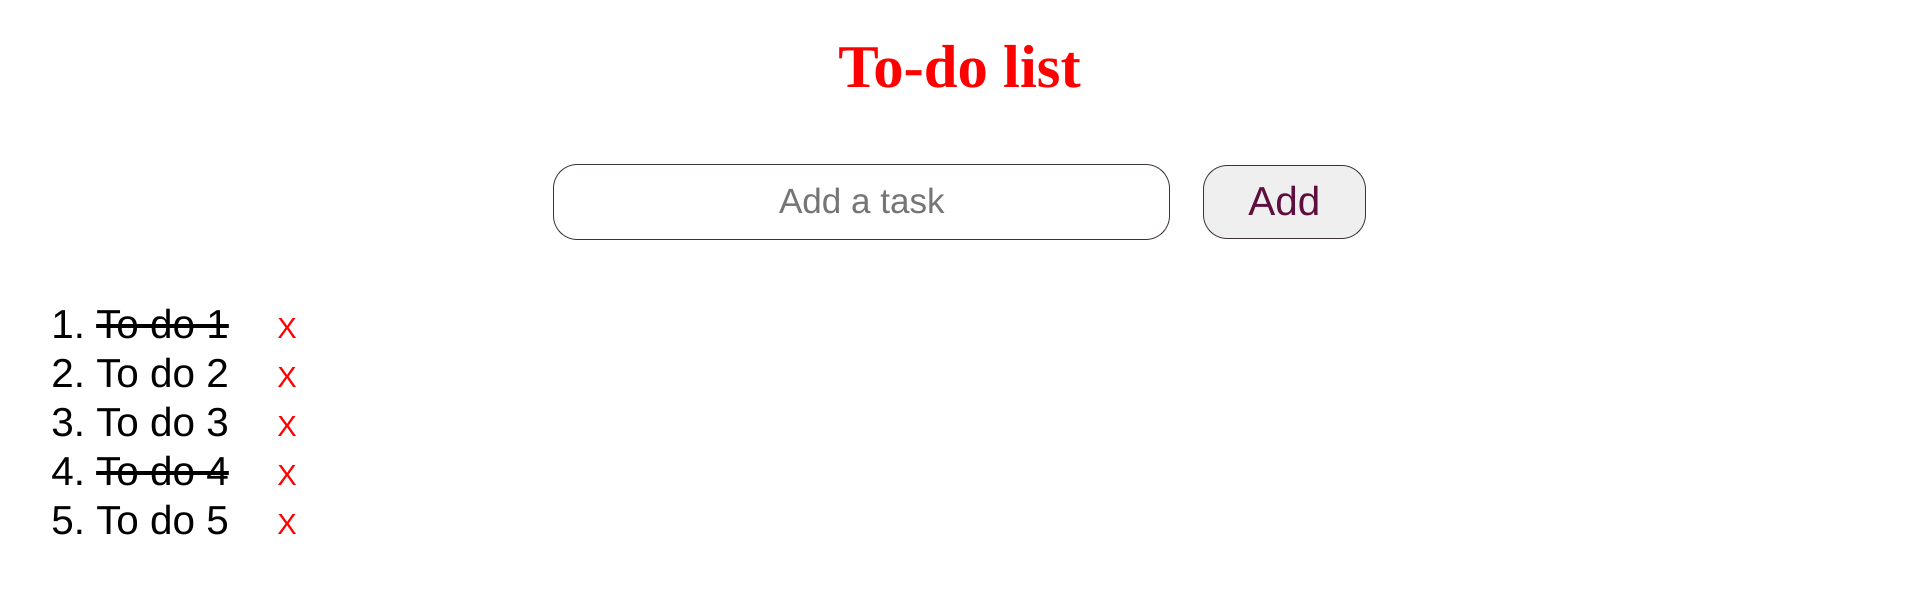 To-do list
Add a task Add
1. To do 1 x
2. To do 2 x
3. To do 3 x
4. To do 4 x
5. To do 5 x